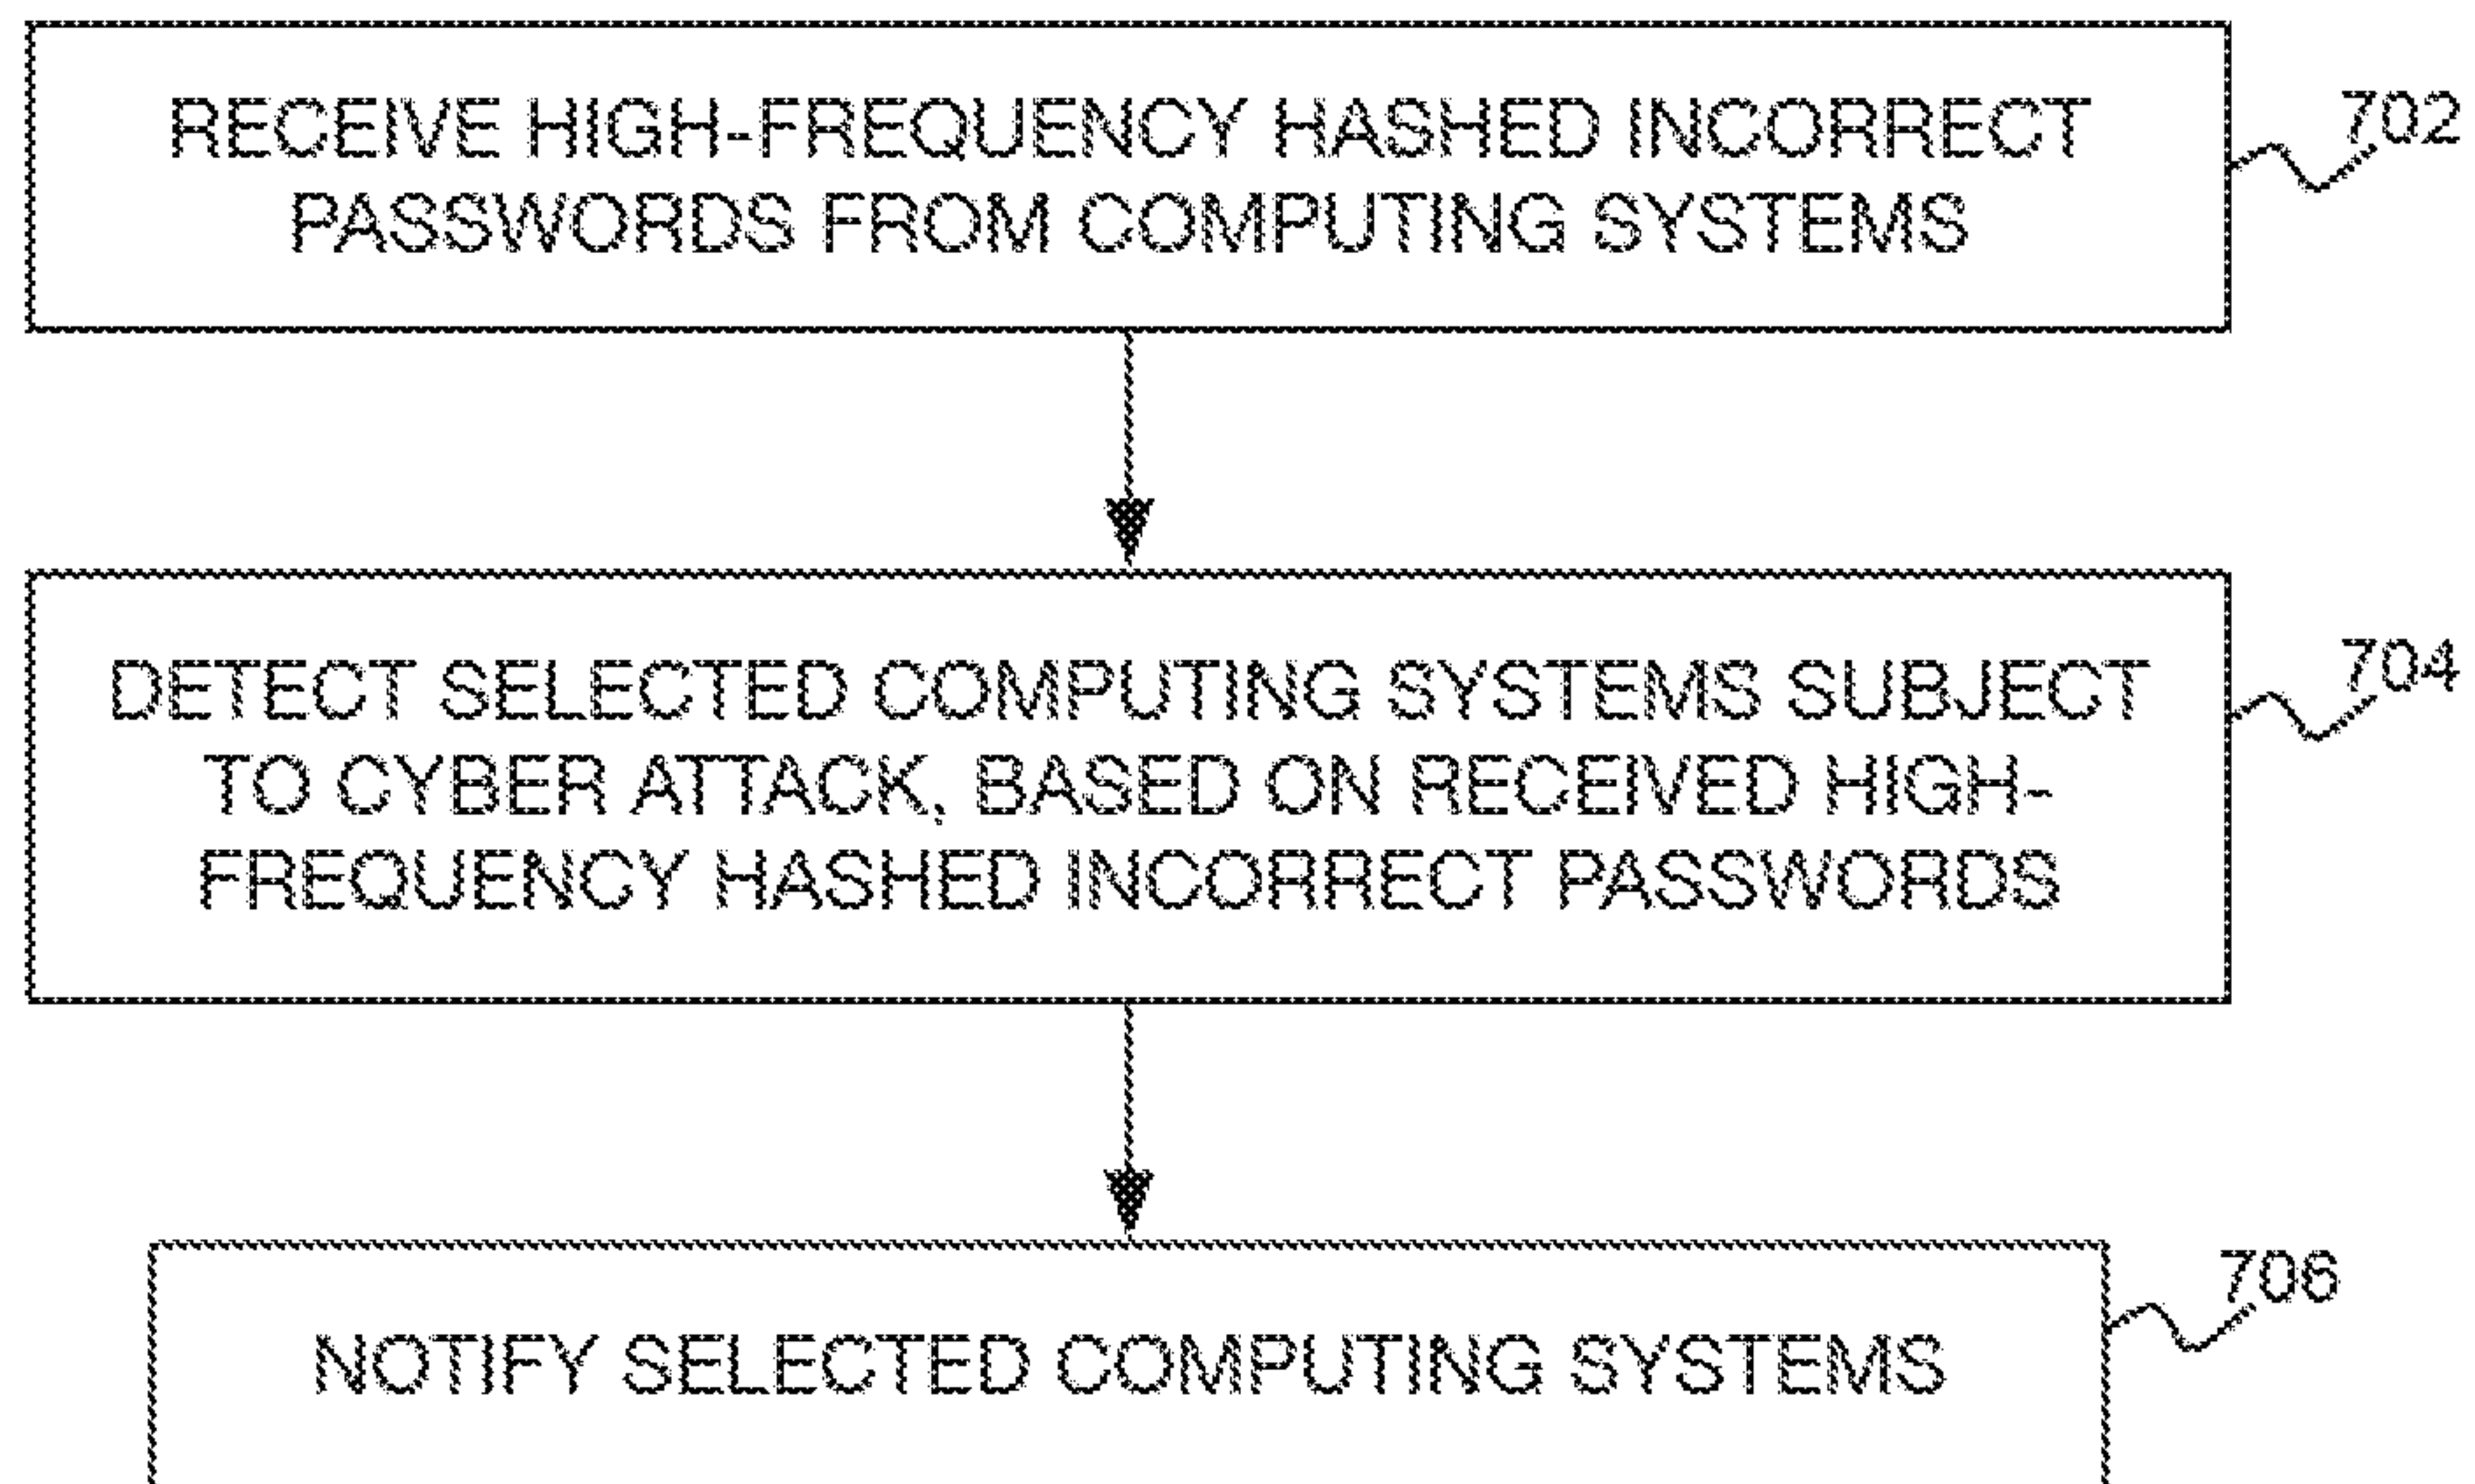 RECEIVE HIGH-FREQUENCY HASHED INCORRECT
PASSWORDS FROM COMPUTING SYSTEMS
702
DETECT SELECTED COMPUTING SYSTEMS SUBJECT
TO CYBER ATTACK, BASED ON RECEIVED HIGH-
FREQUENCY HASHED INCORRECT PASSWORDS
704
NOTIFY SELECTED COMPUTING SYSTEMS
706